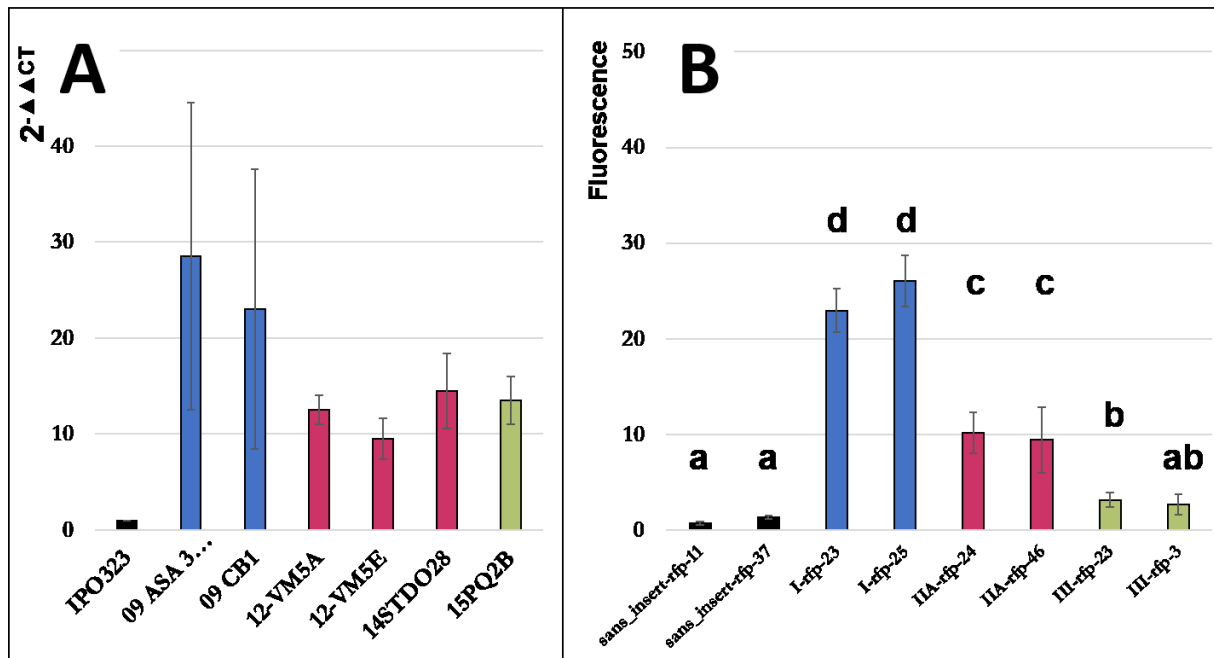 A
2-▲▲CT
40
30
20
10
0
IPO323
09 ASA 3...
09 CB1
12-VM5A
12-VM5E
14STDO28
15PQ2B
B
Fluorescence
50
40
30
20
10
0
a
a
d
d
c
c
b
ab
sans_insert-rfp-11
sans_insert-rfp-37
I-rfp-23
I-rfp-25
IIA-rfp-24
IIA-rfp-46
III-rfp-23
III-rfp-3